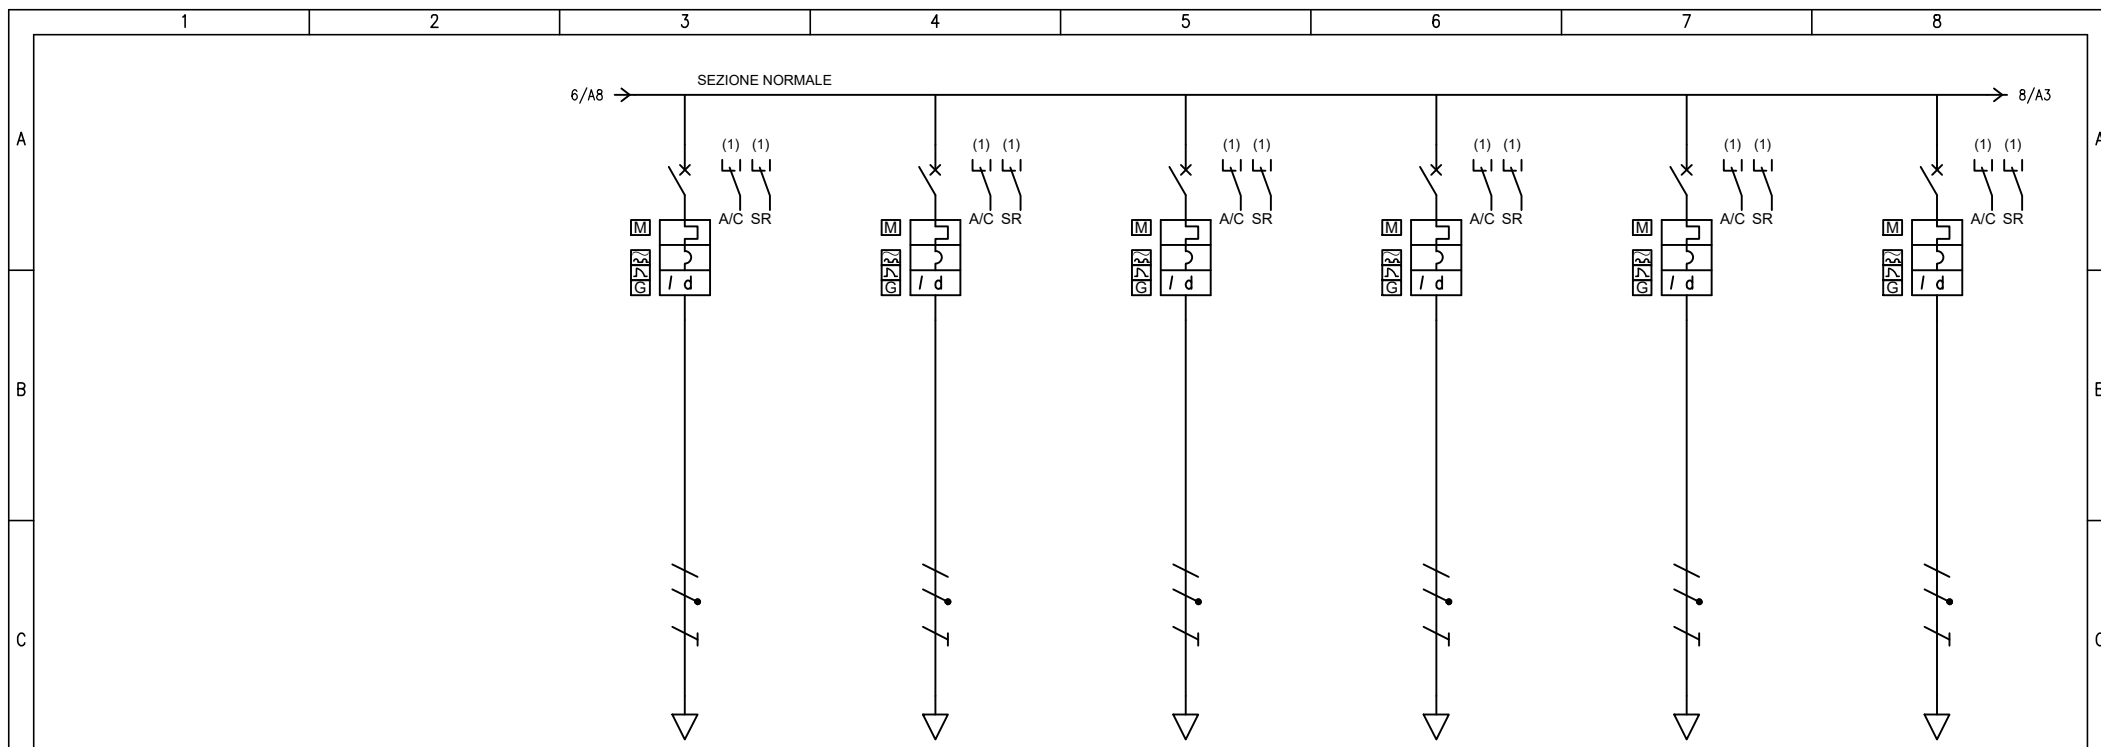 1 2 3 4 5 6 7 8
SEZIONE NORMALE
6/A8 8/A3
A A
(1) (1) (1) (1) (1) (1) (1) (1) (1) (1) (1) (1)
A/C SR A/C SR A/C SR A/C SR A/C SR A/C SR
M M M M M M
I d I d I d I d I d I d
G G G G G G
B
C